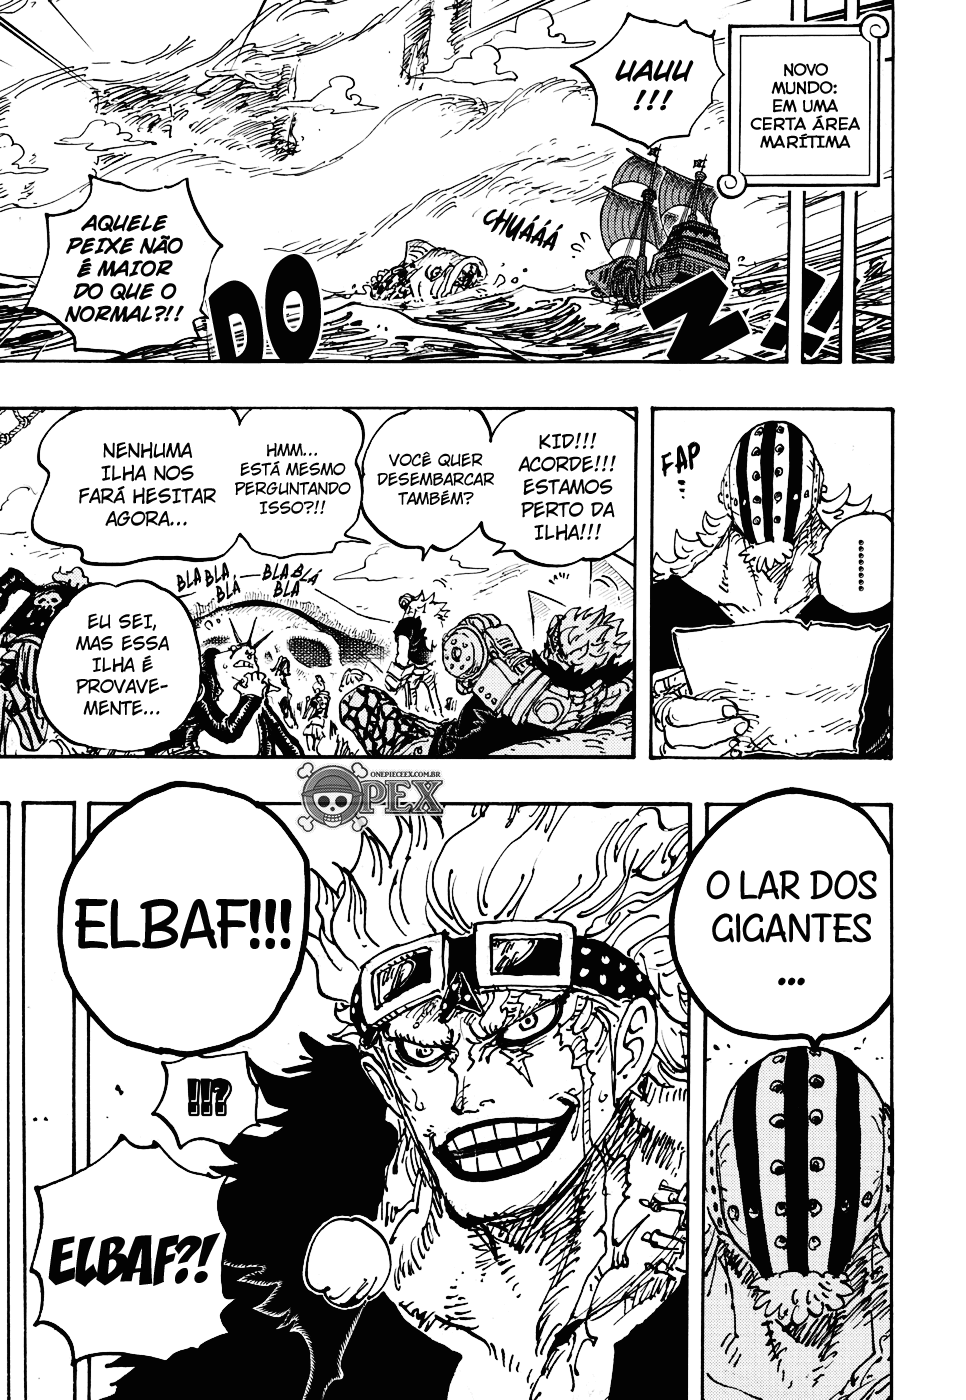 NOVO
MUNDO:
EM UMA
CERTA ÁREA
MARÍTIMA
UAUU
!!!
CHUÁÁÁ
AQUELE
PEIXE NÃO
É MAIOR
DO QUE O
NORMAL?!!
DO
N!!
FAP
...
..........
KID!!!
ACORDE!!!
ESTAMOS
PERTO DA
ILHA!!!
VOCÊ QUER
DESEMBARCAR
TAMBÉM?
HMM...
ESTÁ MESMO
PERGUNTANDO
ISSO?!!
NENHUMA
ILHA NOS
FARÁ HESITAR
AGORA...
BLA BLA
BLÁ
BLA BLÁ
BLÁ
EU SEI,
MAS ESSA
ILHA É
PROVAVE-
MENTE...
ONEPIECEEX.COM.BR
OPEX
O LAR DOS
GIGANTES
...
ELBAF!!!
!!?
ELBAF?!